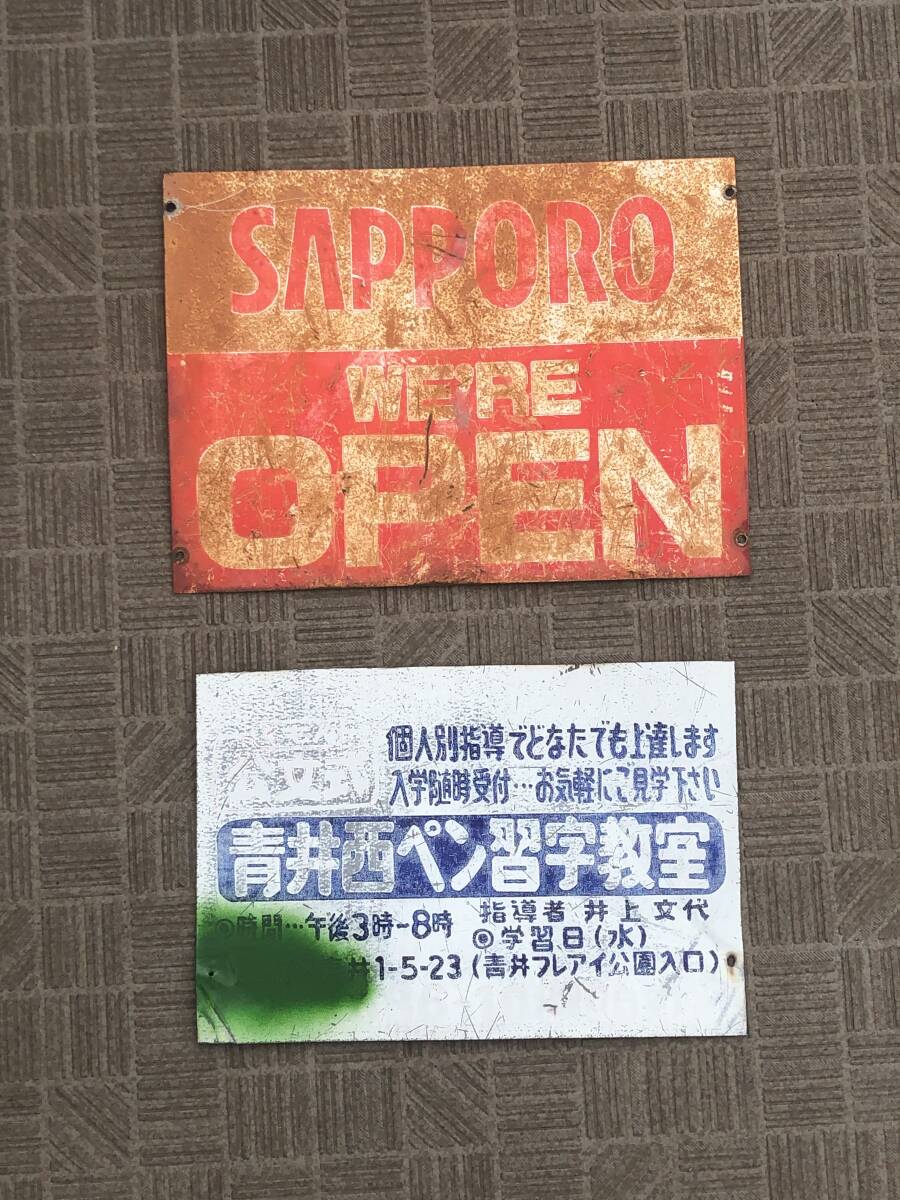 SAPPORO
WE'RE
OPEN
個人別指導でどなたでも上達します
入学随時受付…お気軽にご見学下さい
青井西ペン習字教室
◎時間…午後3時~8時
指導者 井上文代
◎学習日(水)
井1-5-23(青井フレアイ公園入口)